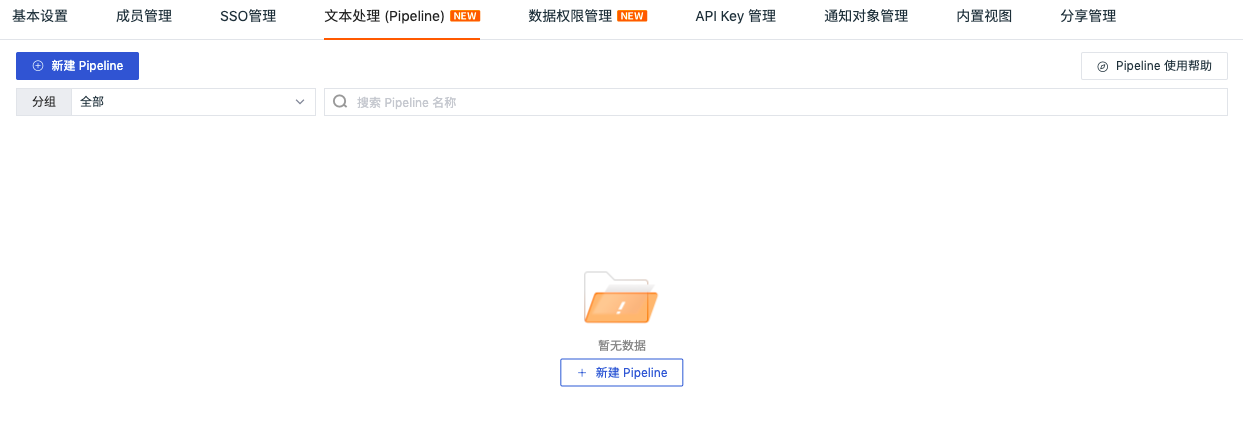 基本设置 成员管理 SSO管理 文本处理 (Pipeline) NEW 数据权限管理 NEW API Key 管理 通知对象管理 内置视图 分享管理
新建 Pipeline Pipeline 使用帮助
分组 全部 搜索 Pipeline 名称
暂无数据
新建 Pipeline